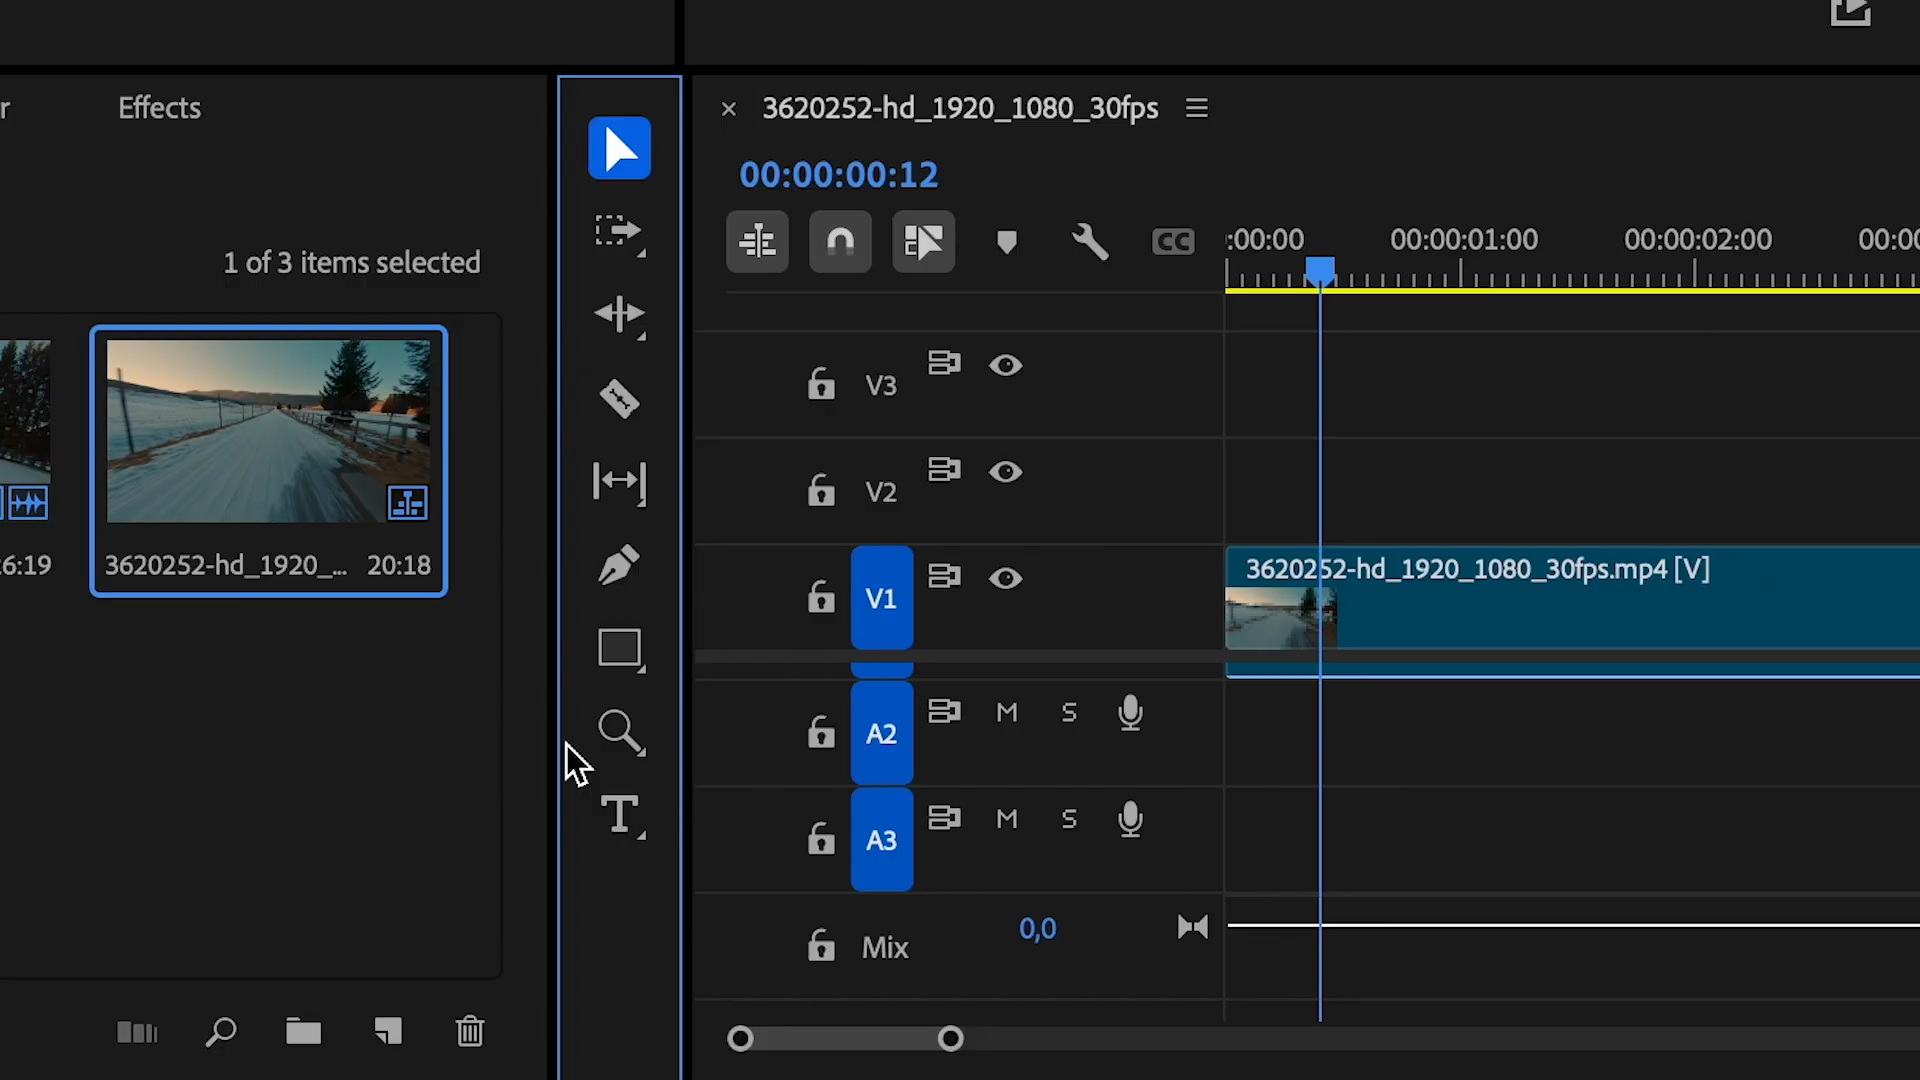 r
Effects
1 of 3 items selected
6:19
3620252-hd_1920_... 20:18
T
× 3620252-hd_1920_1080_30fps
00:00:00:12
CC
:00:00 00:00:01:00 00:00:02:00 00:0
V3
V2
V1
3620252-hd_1920_1080_30fps.mp4 [V]
A2 M S
A3 M S
Mix 0,0